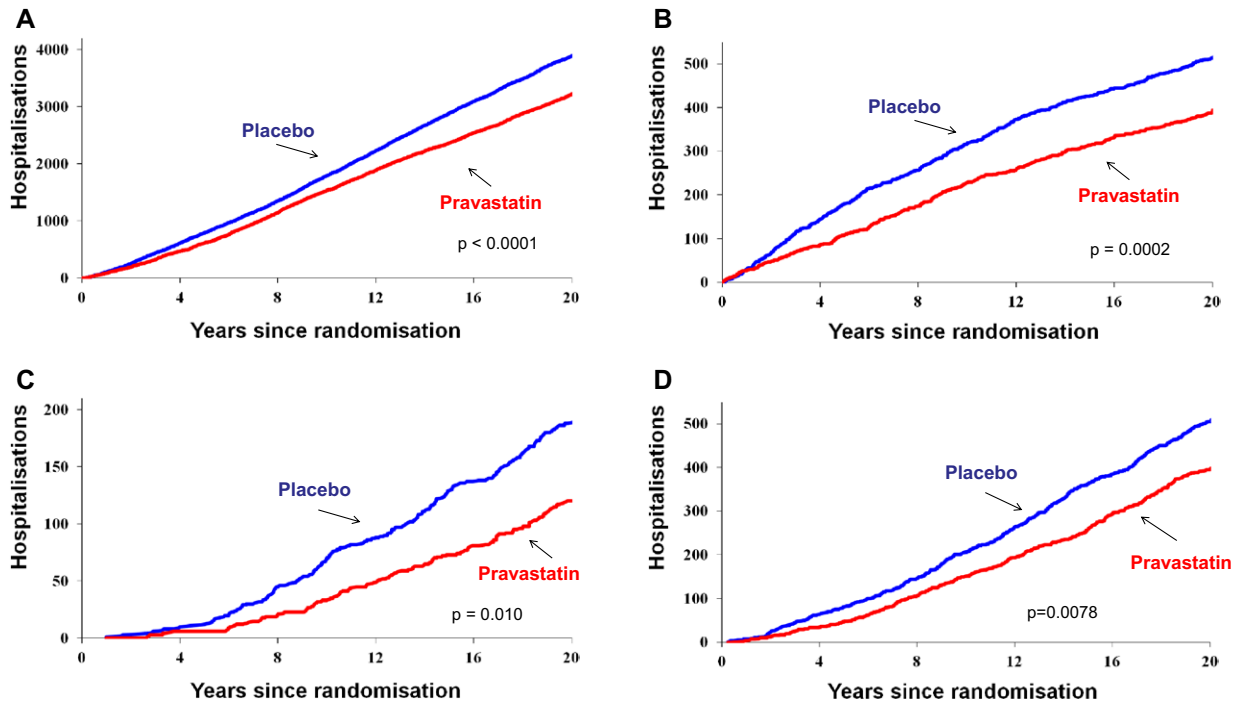 A
Hospitalisations
4000
3000
2000
1000
0
Placebo
Pravastatin
p < 0.0001
0 4 8 12 16 20
Years since randomisation
B
Hospitalisations
500
400
300
200
100
0
Placebo
Pravastatin
p = 0.0002
0 4 8 12 16 20
Years since randomisation
C
Hospitalisations
200
150
100
50
0
Placebo
Pravastatin
p = 0.010
0 4 8 12 16 20
Years since randomisation
D
Hospitalisations
500
400
300
200
100
0
Placebo
Pravastatin
p=0.0078
0 4 8 12 16 20
Years since randomisation